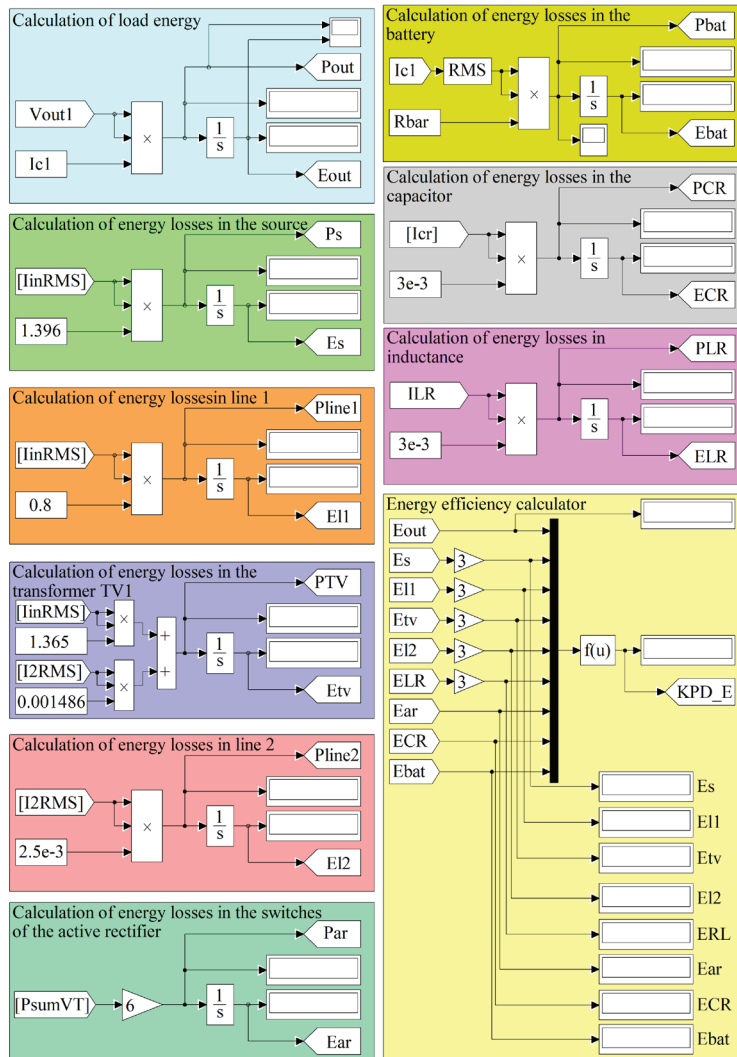 Calculation of load energy
Pout
Vout1
×
1
s
Ic1
Eout
Calculation of energy losses in the source
Ps
[IinRMS]
×
1
s
1.396
Es
Calculation of energy lossesin line 1
Pline1
[IinRMS]
×
1
s
0.8
El1
Calculation of energy losses in the
transformer TV1
PTV
[IinRMS]
×
+
1.365
+
1
s
[I2RMS]
×
0.001486
Etv
Calculation of energy losses in line 2
Pline2
[I2RMS]
×
1
s
2.5e-3
El2
Calculation of energy losses in the switches
of the active rectifier
Par
[PsumVT]
6
1
s
Ear
Calculation of energy losses in the
battery
Pbat
Ic1
RMS
×
1
s
Rbar
Ebat
Calculation of energy losses in the
capacitor
PCR
[Icr]
×
1
s
3e-3
ECR
Calculation of energy losses in
inductance
PLR
ILR
×
1
s
3e-3
ELR
Energy efficiency calculator
Eout
Es
3
El1
3
Etv
3
El2
3
f(u)
ELR
3
KPD_E
Ear
ECR
Ebat
Es
El1
Etv
El2
ERL
Ear
ECR
Ebat